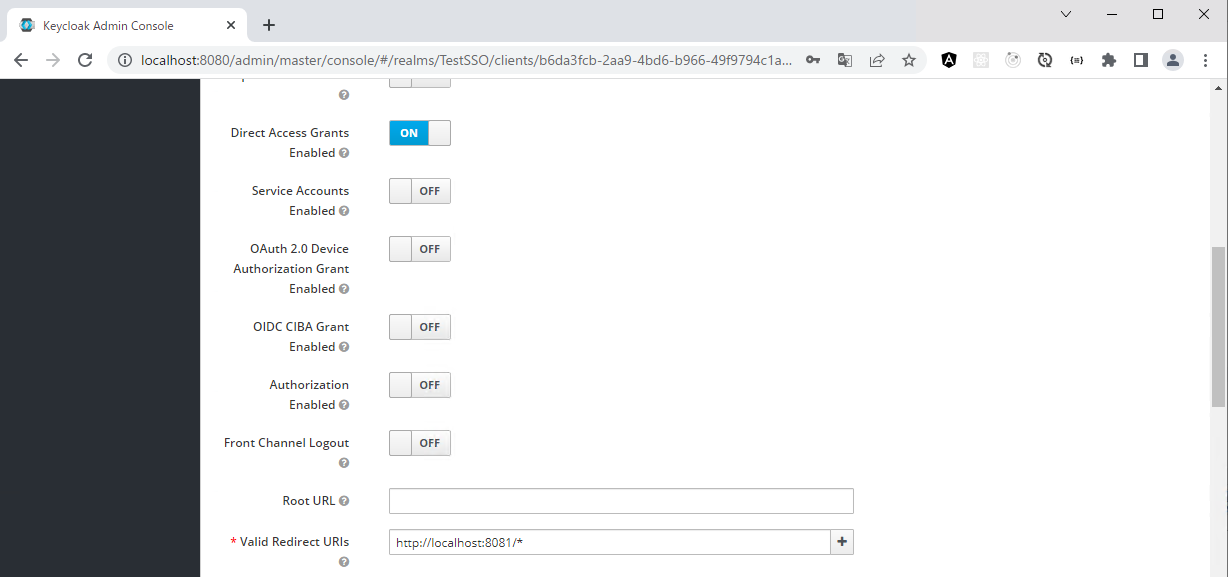 Keycloak Admin Console
localhost:8080/admin/master/console/#/realms/TestSSO/clients/b6da3fcb-2aa9-4bd6-b966-49f9794c1a...
Direct Access Grants
Enabled
ON
Service Accounts
Enabled
OFF
OAuth 2.0 Device
Authorization Grant
Enabled
OFF
OIDC CIBA Grant
Enabled
OFF
Authorization
Enabled
OFF
Front Channel Logout
OFF
Root URL
* Valid Redirect URIs
http://localhost:8081/*